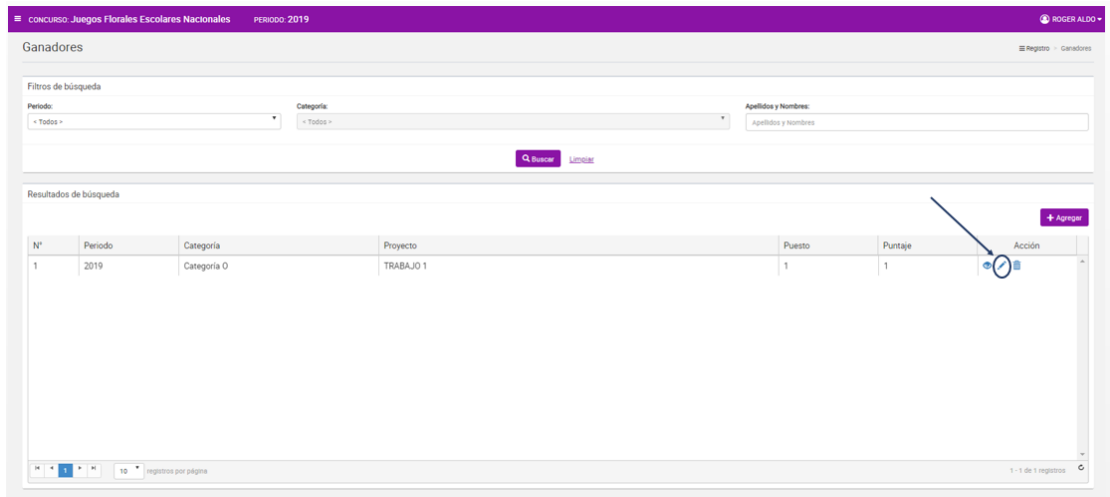 CONCURSO: Juegos Florales Escolares Nacionales PERIODO: 2019 ROGER ALDO
Ganadores Registro > Ganadores
Filtros de búsqueda
Periodo: Categoría: Apellidos y Nombres:
< Todos > < Todos > Apellidos y Nombres
Buscar Limpiar
Resultados de búsqueda
+ Agregar
N° Periodo Categoría Proyecto Puesto Puntaje Acción
1 2019 Categoría 0 TRABAJO 1 1 1
1 10 registros por página 1 - 1 de 1 registros